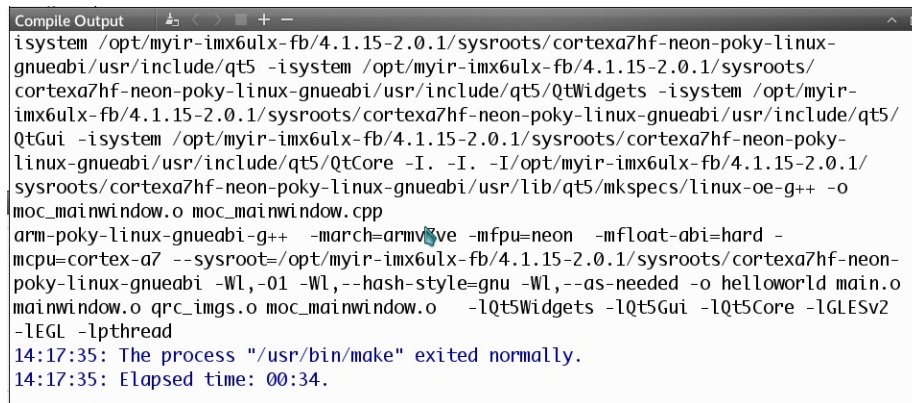 Compile Output
isystem /opt/myir-imx6ulx-fb/4.1.15-2.0.1/sysroots/cortexa7hf-neon-poky-linux-
gnueabi/usr/include/qt5 -isystem /opt/myir-imx6ulx-fb/4.1.15-2.0.1/sysroots/
cortexa7hf-neon-poky-linux-gnueabi/usr/include/qt5/QtWidgets -isystem /opt/myir-
imx6ulx-fb/4.1.15-2.0.1/sysroots/cortexa7hf-neon-poky-linux-gnueabi/usr/include/qt5/
QtGui -isystem /opt/myir-imx6ulx-fb/4.1.15-2.0.1/sysroots/cortexa7hf-neon-poky-
linux-gnueabi/usr/include/qt5/QtCore -I. -I. -I/opt/myir-imx6ulx-fb/4.1.15-2.0.1/
sysroots/cortexa7hf-neon-poky-linux-gnueabi/usr/lib/qt5/mkspecs/linux-oe-g++ -o
moc_mainwindow.o moc_mainwindow.cpp
arm-poky-linux-gnueabi-g++  -march=armv7ve -mfpu=neon  -mfloat-abi=hard -
mcpu=cortex-a7 --sysroot=/opt/myir-imx6ulx-fb/4.1.15-2.0.1/sysroots/cortexa7hf-neon-
poky-linux-gnueabi -Wl,-O1 -Wl,--hash-style=gnu -Wl,--as-needed -o helloworld main.o
mainwindow.o qrc_imgs.o moc_mainwindow.o   -lQt5Widgets -lQt5Gui -lQt5Core -lGLESv2
-lEGL -lpthread
14:17:35: The process "/usr/bin/make" exited normally.
14:17:35: Elapsed time: 00:34.